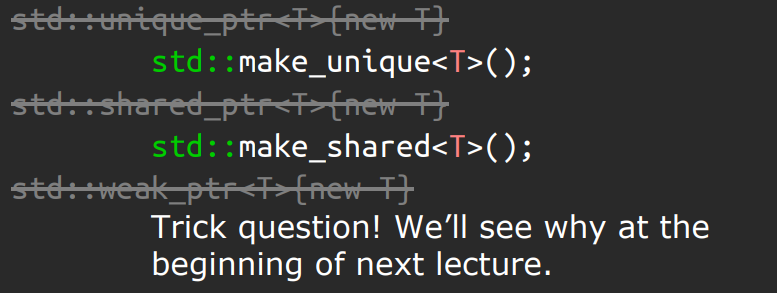 std::unique_ptr<T>{new T}
std::make_unique<T>();
std::shared_ptr<T>{new T}
std::make_shared<T>();
std::weak_ptr<T>{new T}
Trick question! We’ll see why at the
beginning of next lecture.